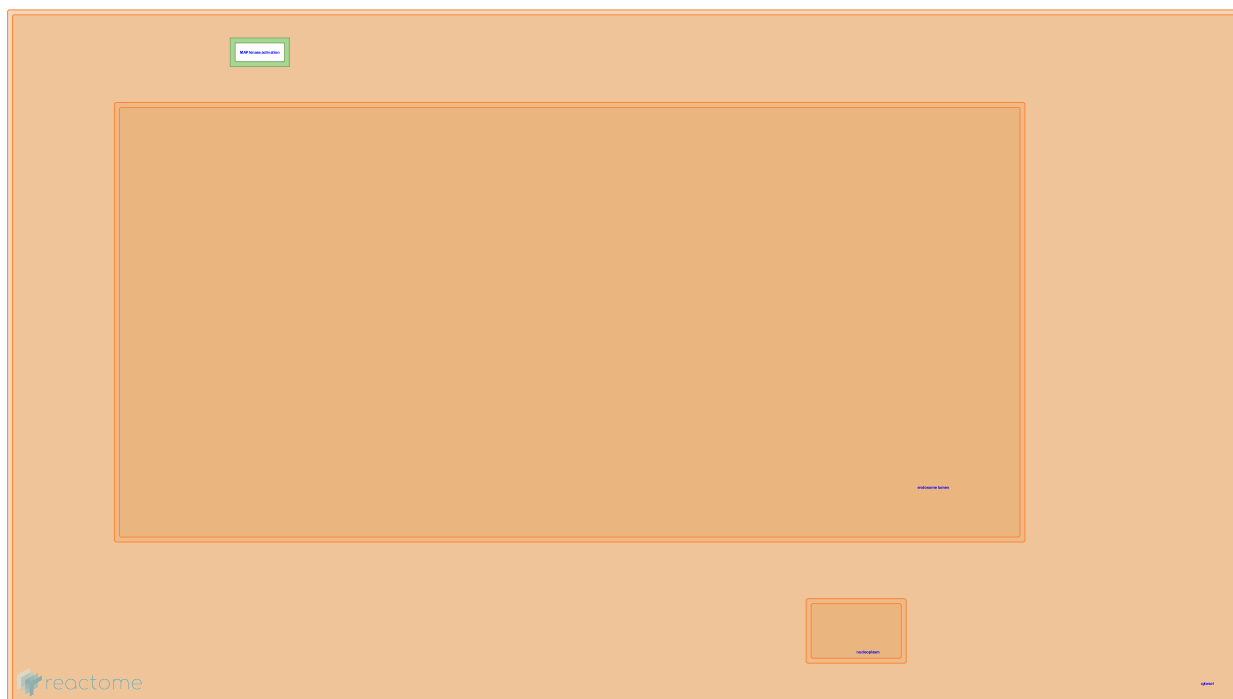 MAP kinase activation
endosome lumen
nucleoplasm
cytosol
reactome